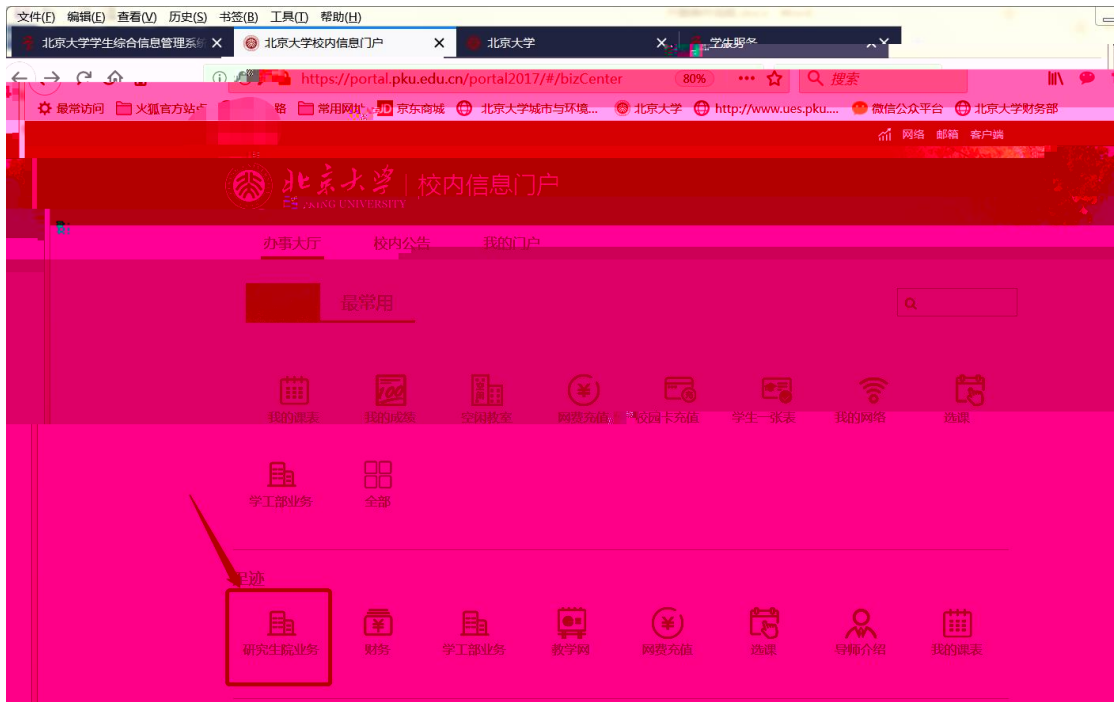 文件(F) 编辑(E) 查看(V) 历史(S) 书签(B) 工具(T) 帮助(H)
北京大学学生综合信息管理系统 北京大学校内信息门户 北京大学
https://portal.pku.edu.cn/portal2017/#/bizCenter 80% 搜索
最常访问 火狐官方站点 常用网址 JD 京东商城 北京大学城市与环境... 北京大学 http://www.ues.pku.... 微信公众平台 北京大学财务部
网络 邮箱 客户端
北京大学 校内信息门户
PEKING UNIVERSITY
办事大厅 校内公告 我的门户
最常用
我的课表 我的成绩 空闲教室 网费充值 校园卡充值 学生一张表 我的网络 选课
学工部业务 全部
足迹
研究生院业务 财务 学工部业务 教学网 网费充值 选课 导师介绍 我的课表